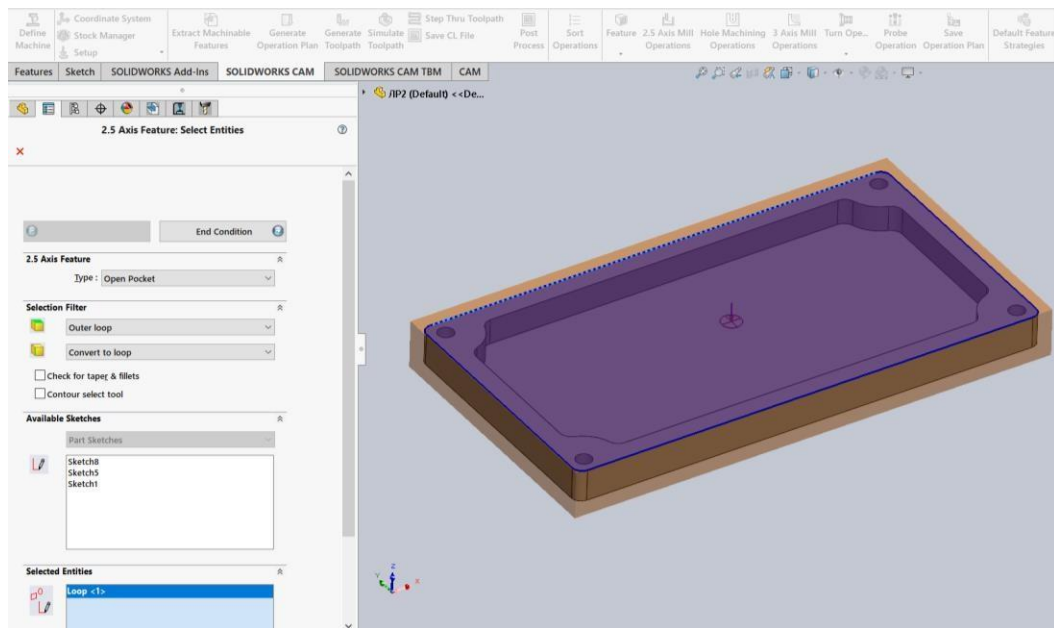 Define Machine
Coordinate System
Stock Manager
Setup
Extract Machinable Features
Generate Operation Plan
Generate Toolpath
Simulate Toolpath
Step Thru Toolpath
Save CL File
Post Process
Sort Operations
Feature
2.5 Axis Mill Operations
Hole Machining Operations
3 Axis Mill Operations
Turn Ope...
Probe Operation
Save Operation Plan
Default Feature Strategies
Features
Sketch
SOLIDWORKS Add-Ins
SOLIDWORKS CAM
SOLIDWORKS CAM TBM
CAM
ЛР2 (Default) <<De...
2.5 Axis Feature: Select Entities
End Condition
2.5 Axis Feature
Type : Open Pocket
Selection Filter
Outer loop
Convert to loop
Check for taper & fillets
Contour select tool
Available Sketches
Part Sketches
Sketch8
Sketch5
Sketch1
Selected Entities
Loop <1>
Z
Y
X